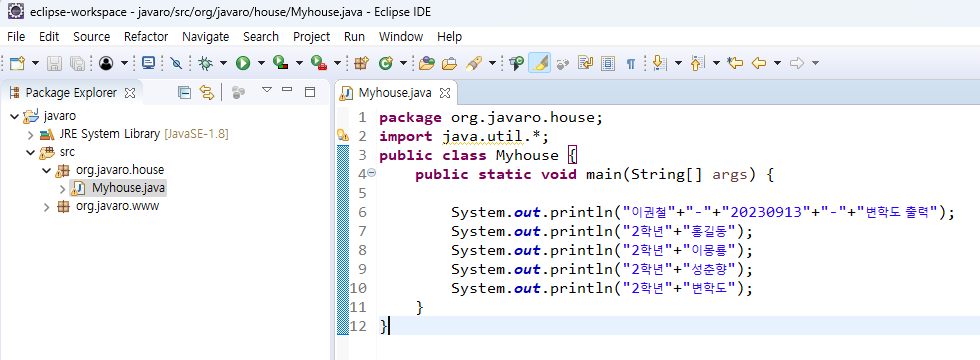 eclipse-workspace - javaro/src/org/javaro/house/Myhouse.java - Eclipse IDE
File Edit Source Refactor Navigate Search Project Run Window Help
Package Explorer
javaro
JRE System Library [JavaSE-1.8]
src
org.javaro.house
Myhouse.java
org.javaro.www
Myhouse.java
1 package org.javaro.house;
2 import java.util.*;
3 public class Myhouse {
4 public static void main(String[] args) {
5
6 System.out.println("이권철"+"-"+"20230913"+"-"+"변학도 출력");
7 System.out.println("2학년"+"홍길동");
8 System.out.println("2학년"+"이몽룡");
9 System.out.println("2학년"+"성춘향");
10 System.out.println("2학년"+"변학도");
11 }
12 }